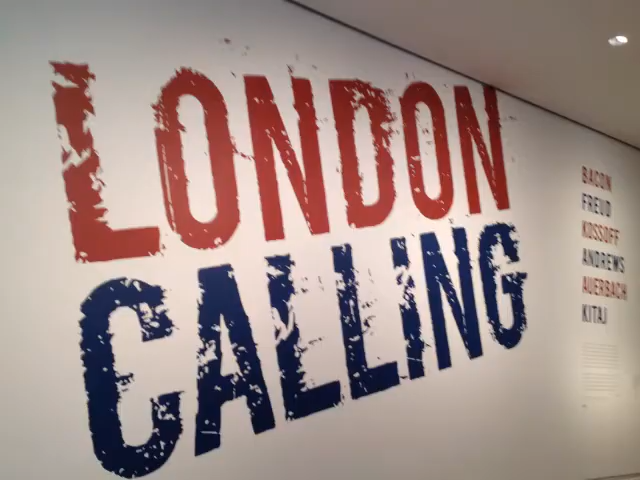 LONDON
CALLING
BACON
FREUD
KOSSOFF
ANDREWS
AUERBACH
KITAJ